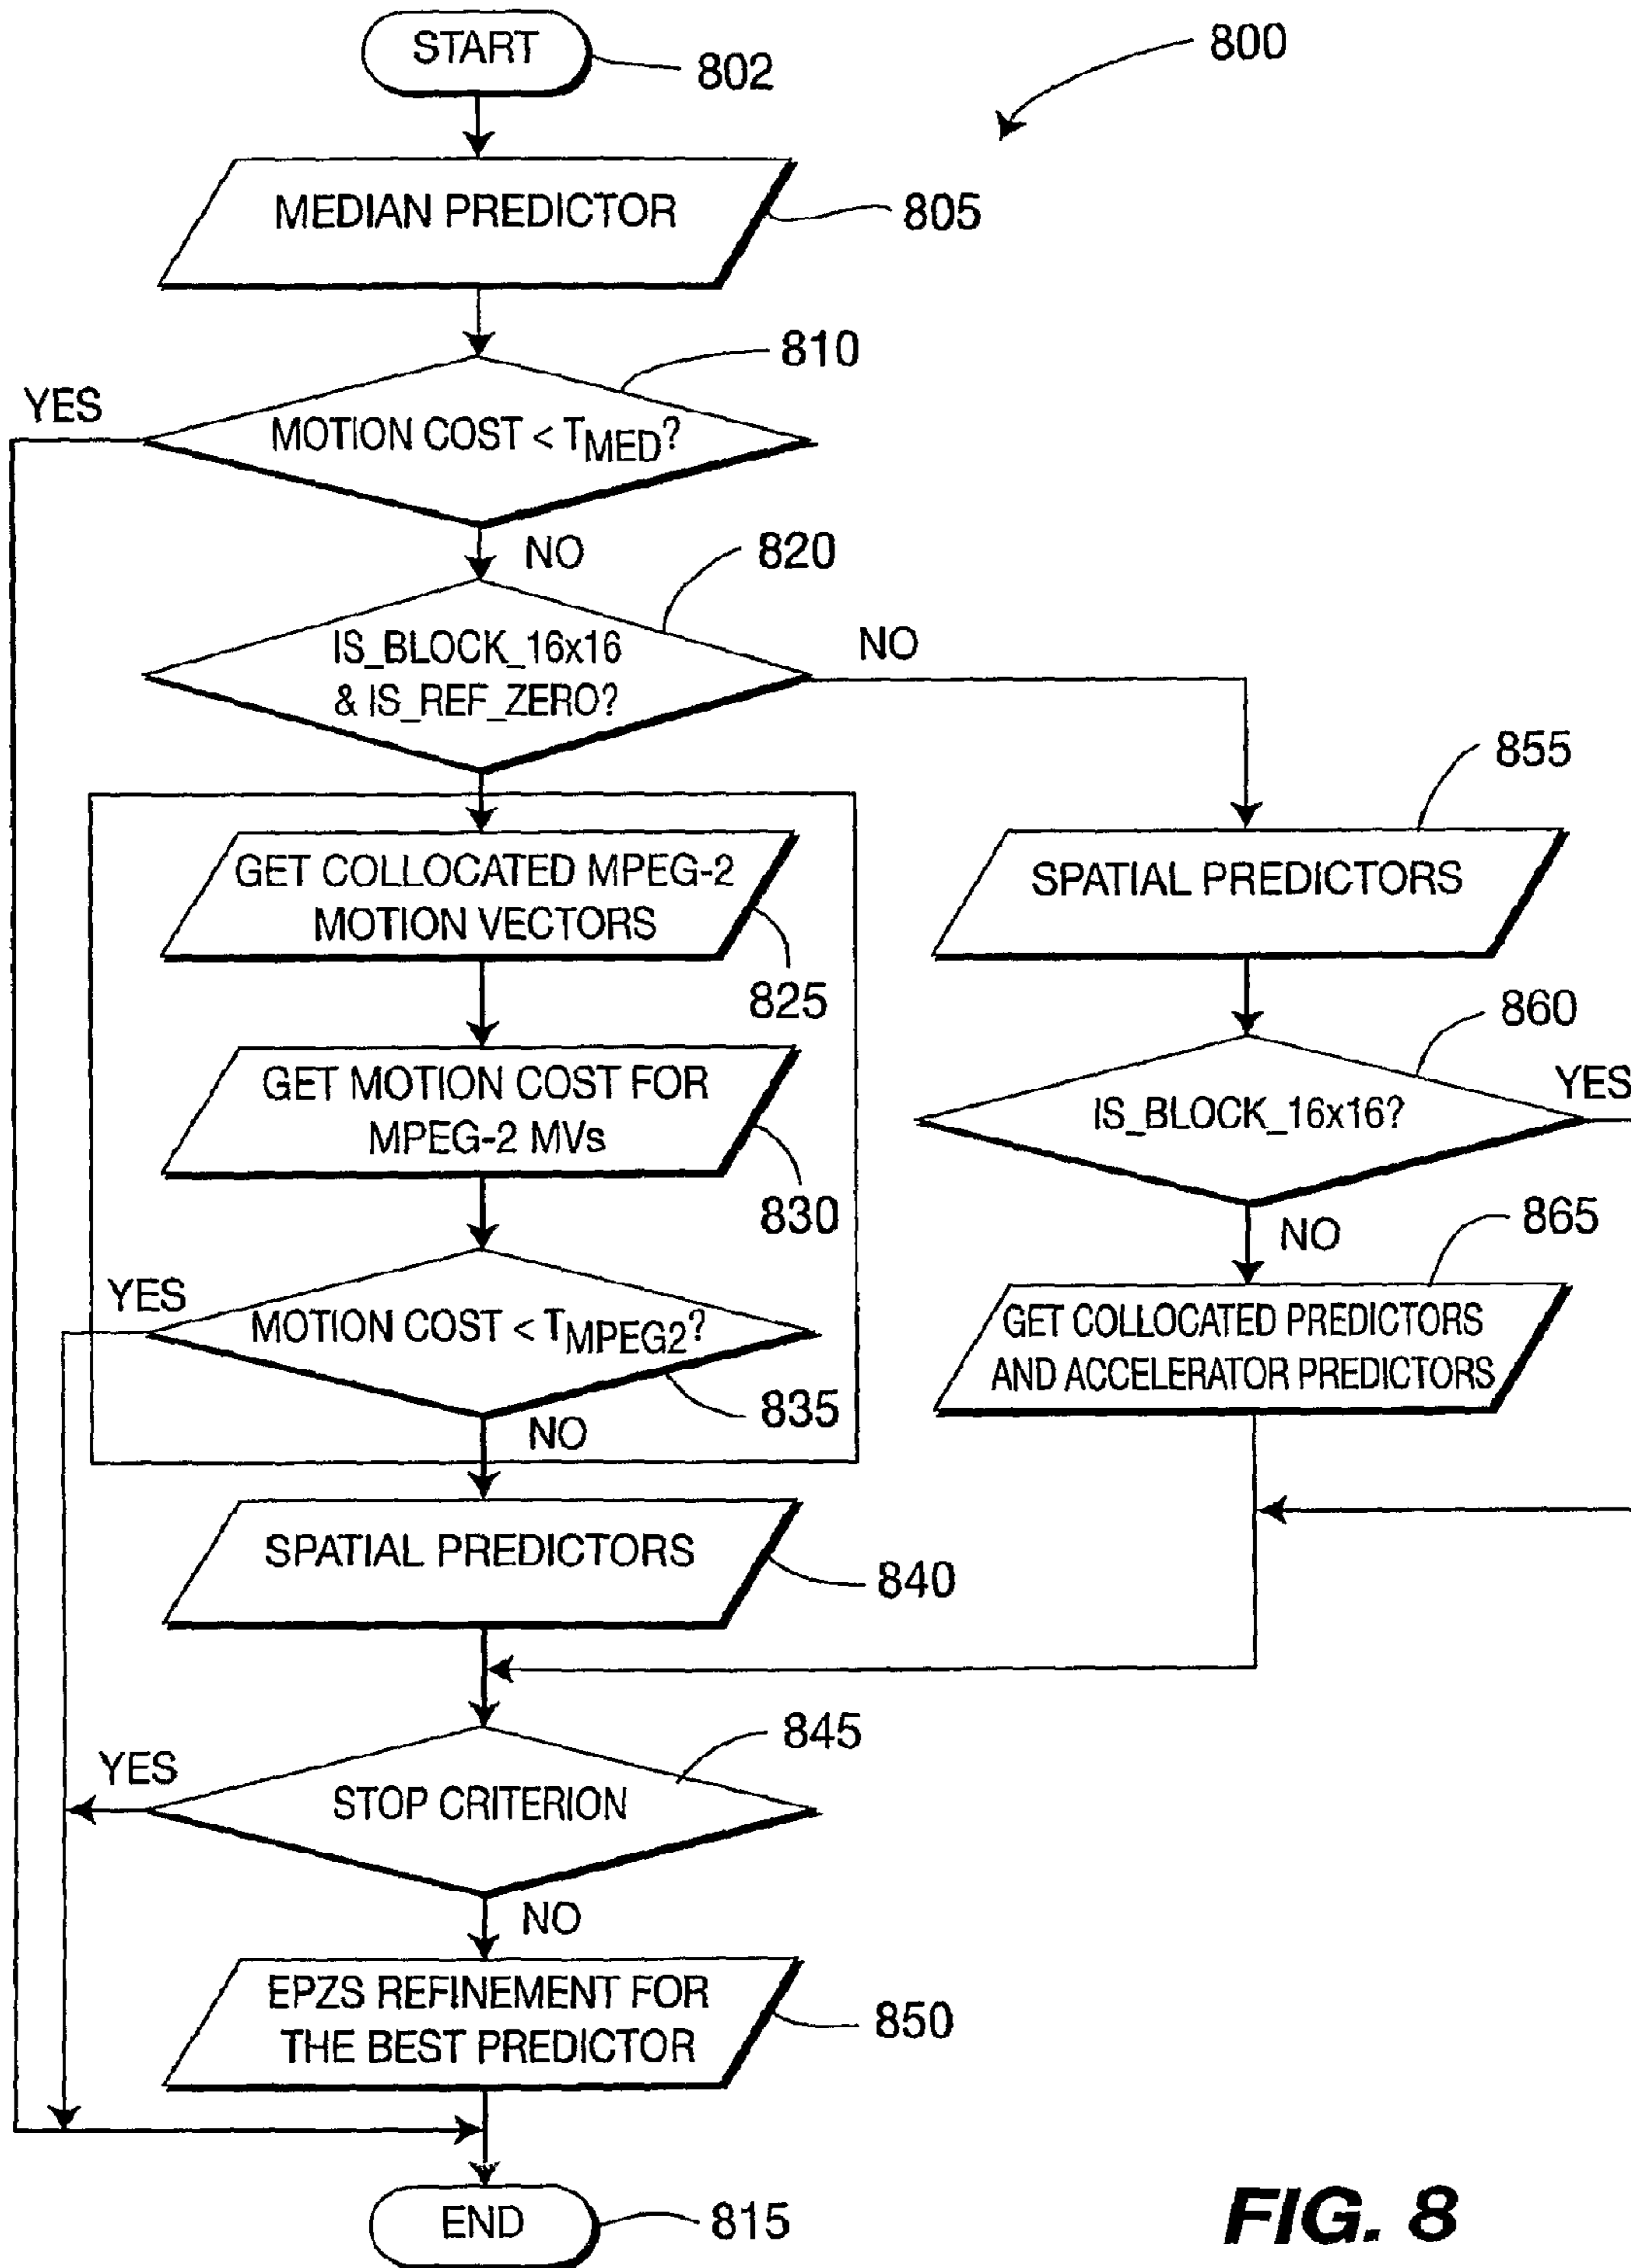 START
802
800
MEDIAN PREDICTOR
805
810
YES
MOTION COST < TMED?
NO
820
IS_BLOCK_16x16
& IS_REF_ZERO?
NO
855
GET COLLOCATED MPEG-2
MOTION VECTORS
825
SPATIAL PREDICTORS
860
GET MOTION COST FOR
MPEG-2 MVs
830
YES
IS_BLOCK_16x16?
NO
865
YES
MOTION COST < TMPEG2?
835
NO
GET COLLOCATED PREDICTORS
AND ACCELERATOR PREDICTORS
SPATIAL PREDICTORS
840
845
YES
STOP CRITERION
NO
EPZS REFINEMENT FOR
THE BEST PREDICTOR
850
END
815
FIG. 8